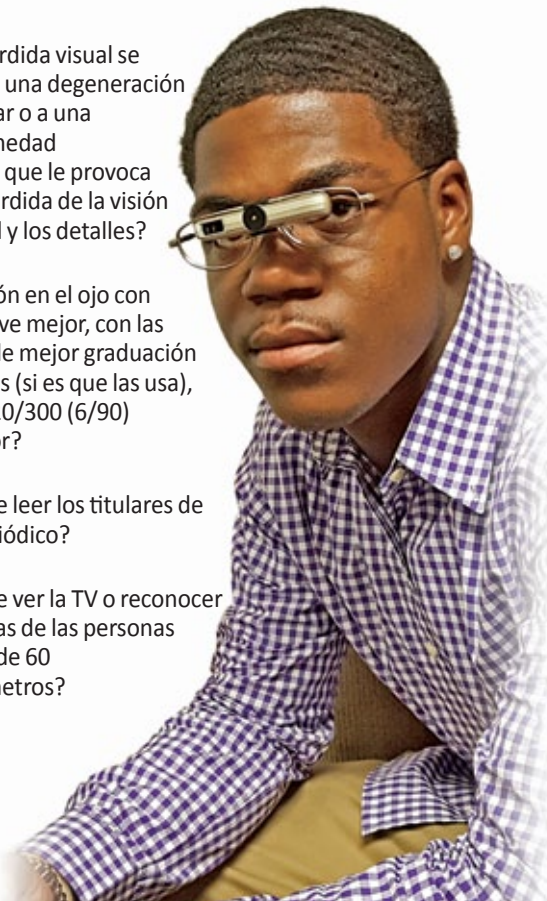 rdida visual se
una degeneración
ar o a una
nedad
que le provoca
rdida de la visión
l y los detalles?
ón en el ojo con
ve mejor, con las
de mejor graduación
s (si es que las usa),
0/300 (6/90)
or?
e leer los titulares de
iódico?
e ver la TV o reconocer
as de las personas
de 60
netros?